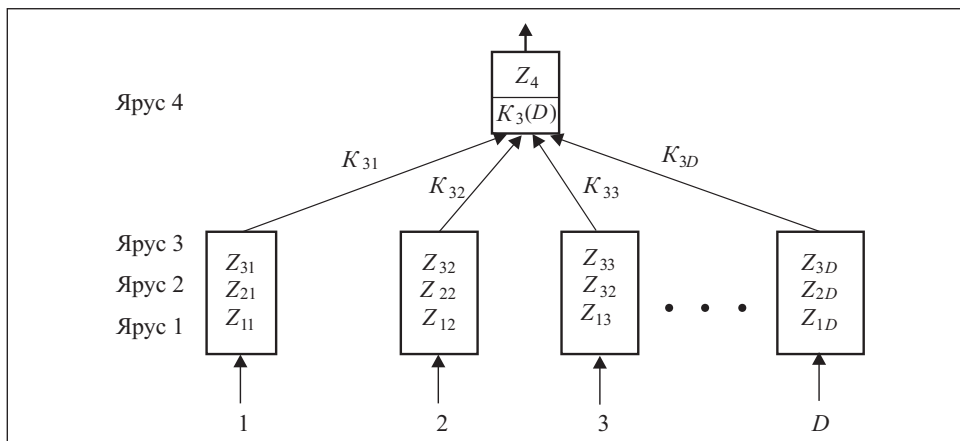 Z4
Ярус 4
K3(D)
K31
K32
K33
K3D
Ярус 3
Z31 Z32 Z33 Z3D
Ярус 2
Z21 Z22 Z32 Z2D
Ярус 1
Z11 Z12 Z13 • • • Z1D
1 2 3 D